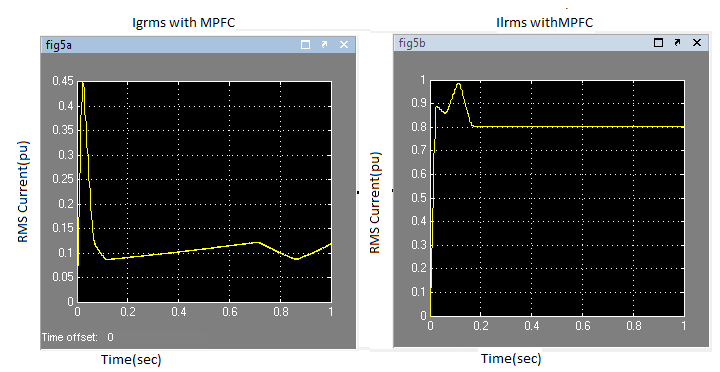 Igrms with MPFC
Ilrms withMPFC
fig5a
fig5b
RMS Current(pu)
0.45
0.4
0.35
0.3
0.25
0.2
0.15
0.1
0.05
0
0 0.2 0.4 0.6 0.8 1
Time offset: 0
Time(sec)
RMS Current(pu)
1
0.9
0.8
0.7
0.6
0.5
0.4
0.3
0.2
0.1
0
0 0.2 0.4 0.6 0.8 1
Time(sec)